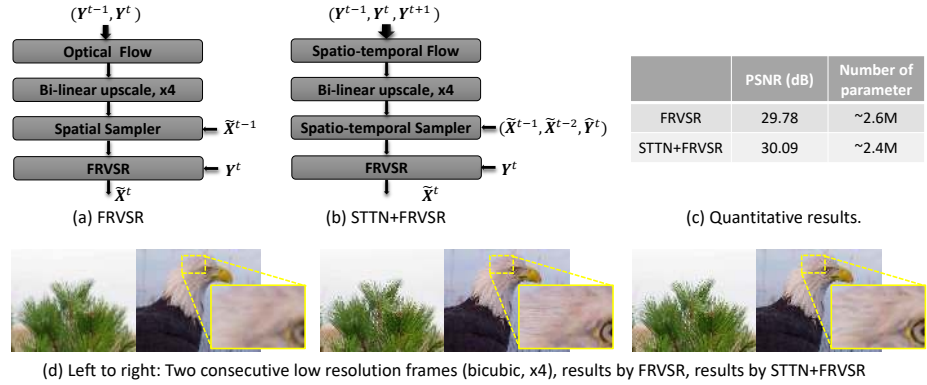 (Y^{t−1}, Y^t)
Optical Flow
Bi-linear upscale, x4
Spatial Sampler
X̃^{t−1}
FRVSR
Y^t
X̃^t
(a) FRVSR
(Y^{t−1}, Y^t, Y^{t+1})
Spatio-temporal Flow
Bi-linear upscale, x4
Spatio-temporal Sampler
(X̃^{t−1}, X̃^{t−2}, Ŷ^t)
FRVSR
Y^t
X̃^t
(b) STTN+FRVSR
PSNR (dB) Number of
parameter
FRVSR 29.78 ~2.6M
STTN+FRVSR 30.09 ~2.4M
(c) Quantitative results.
(d) Left to right: Two consecutive low resolution frames (bicubic, x4), results by FRVSR, results by STTN+FRVSR